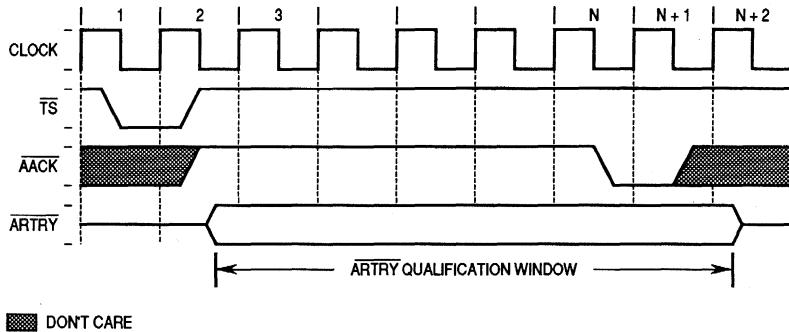 1 2 3 N N + 1 N + 2
CLOCK
TS
AACK
ARTRY
ARTRY QUALIFICATION WINDOW
DON'T CARE